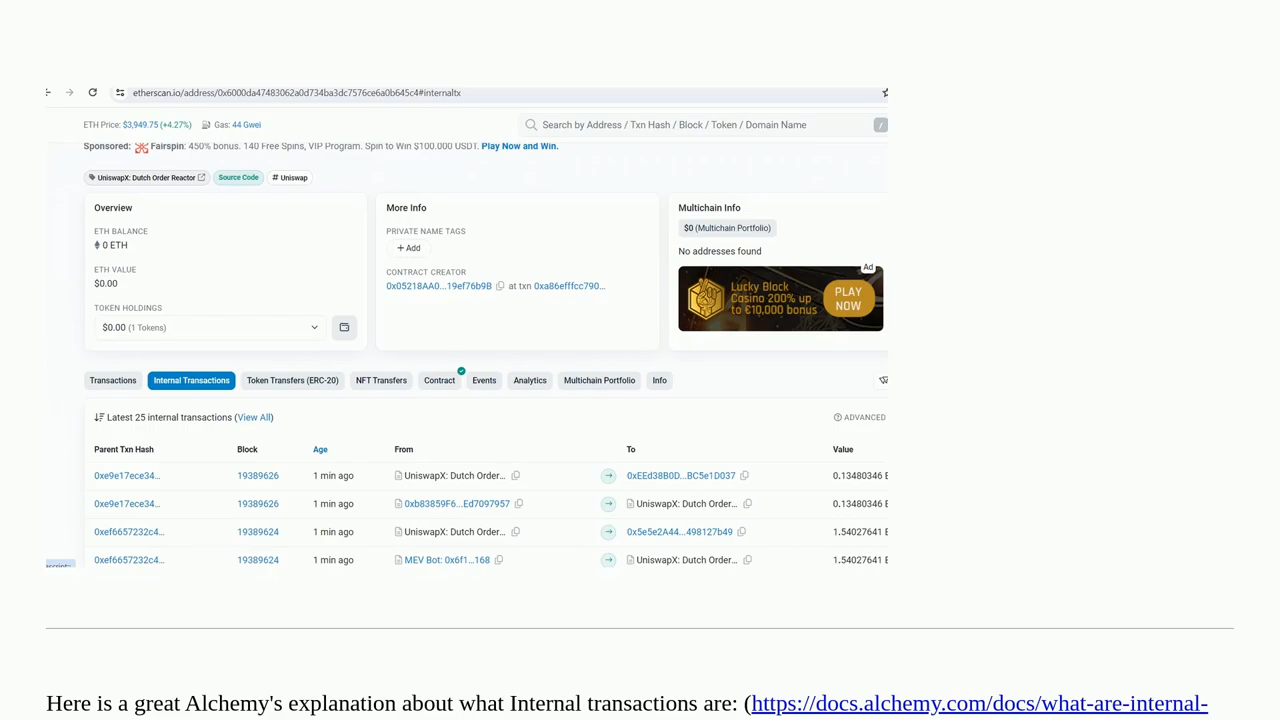 etherscan.io/address/0x6000da47483062a0d734ba3dc7576ce6a0b645c4#internaltx
ETH Price: $3,949.75 (+4.27%) Gas: 44 Gwei
Search by Address / Txn Hash / Block / Token / Domain Name /
Sponsored: Fairspin: 450% bonus. 140 Free Spins, VIP Program. Spin to Win $100.000 USDT. Play Now and Win.
UniswapX: Dutch Order Reactor Source Code # Uniswap
Overview
ETH BALANCE
0 ETH
ETH VALUE
$0.00
TOKEN HOLDINGS
$0.00 (1 Tokens)
More Info
PRIVATE NAME TAGS
+ Add
CONTRACT CREATOR
0x05218AA0...19ef76b9B at txn 0xa86efffcc790...
Multichain Info
$0 (Multichain Portfolio)
No addresses found
Ad
Lucky Block
Casino 200% up
to €10,000 bonus
PLAY
NOW
Transactions Internal Transactions Token Transfers (ERC-20) NFT Transfers Contract Events Analytics Multichain Portfolio Info
Latest 25 internal transactions (View All)
ADVANCED
Parent Txn Hash Block Age From To Value
0xe9e17ece34... 19389626 1 min ago UniswapX: Dutch Order... 0xEEd38B0D...BC5e1D037 0.13480346 E
0xe9e17ece34... 19389626 1 min ago 0xb83859F6...Ed7097957 UniswapX: Dutch Order... 0.13480346 E
0xef6657232c4... 19389624 1 min ago UniswapX: Dutch Order... 0x5e5e2A44...498127b49 1.54027641 E
0xef6657232c4... 19389624 1 min ago MEV Bot: 0x6f1...168 UniswapX: Dutch Order... 1.54027641 E
Here is a great Alchemy's explanation about what Internal transactions are: (https://docs.alchemy.com/docs/what-are-internal-